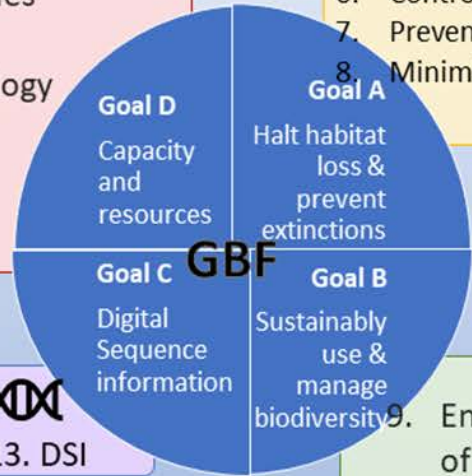 ogy
7. Preven
8. Minim
Goal D
Capacity
and
resources
Goal A
Halt habitat
loss &
prevent
extinctions
GBF
Goal C
Digital
Sequence
information
Goal B
Sustainably
use &
manage
biodiversity
13. DSI
9. En
of